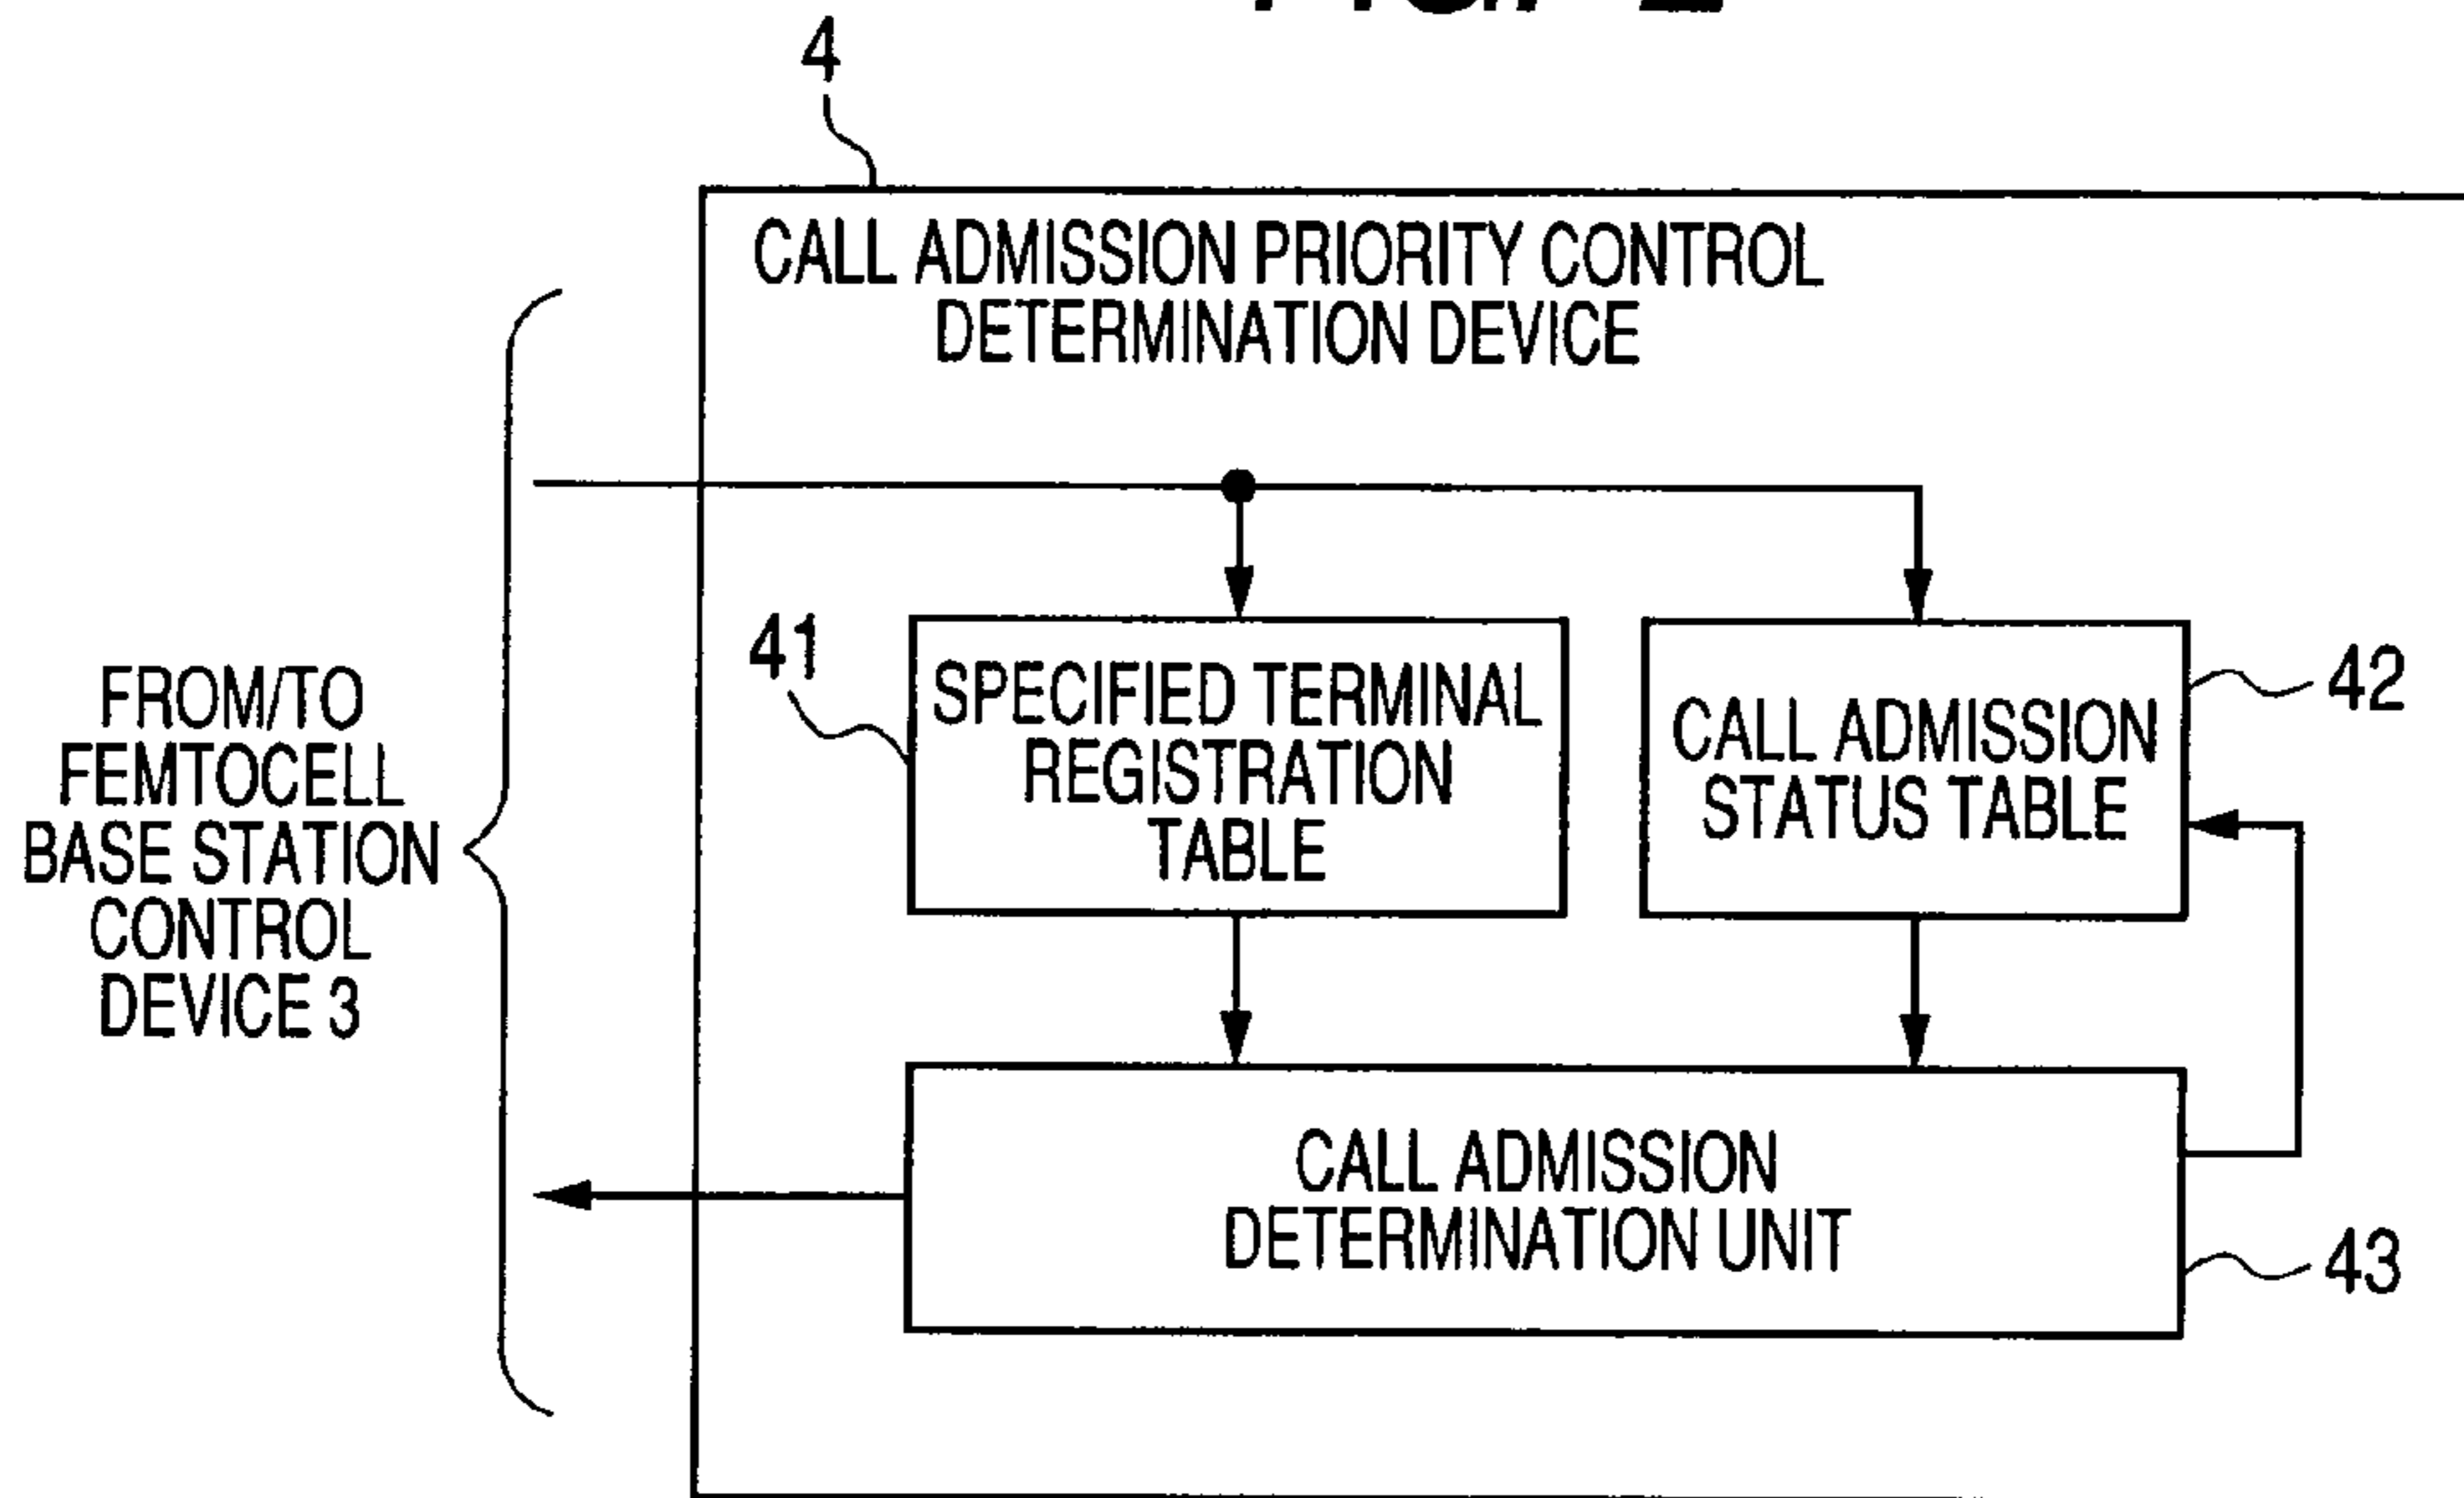 4
CALL ADMISSION PRIORITY CONTROL
DETERMINATION DEVICE
41
SPECIFIED TERMINAL
REGISTRATION
TABLE
42
CALL ADMISSION
STATUS TABLE
FROM/TO
FEMTOCELL
BASE STATION
CONTROL
DEVICE 3
CALL ADMISSION
DETERMINATION UNIT
43